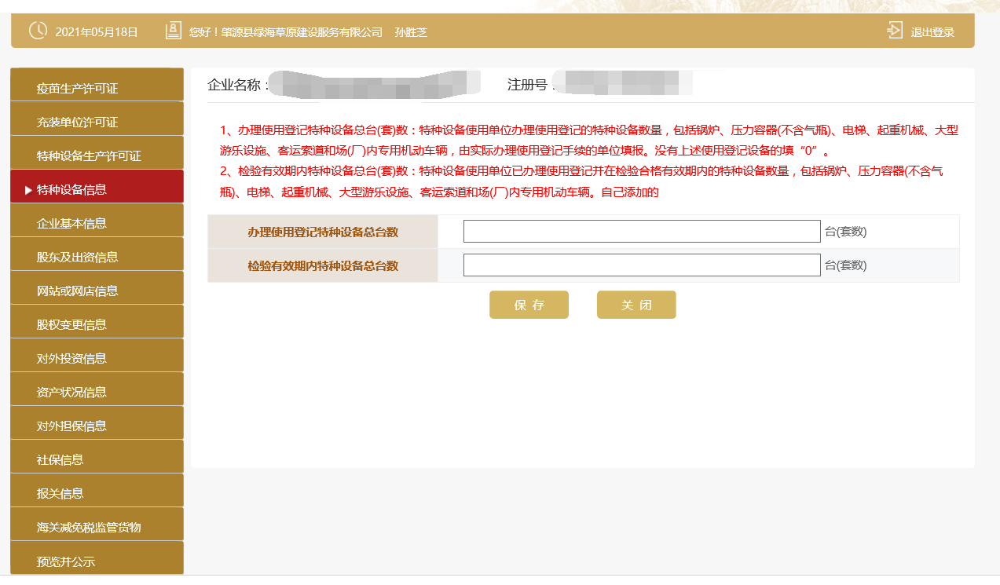 2021年05月18日 您好！肇源县绿海草原建设服务有限公司 孙胜芝 退出登录
疫苗生产许可证
充装单位许可证
特种设备生产许可证
特种设备信息
企业基本信息
股东及出资信息
网站或网店信息
股权变更信息
对外投资信息
资产状况信息
对外担保信息
社保信息
报关信息
海关减免税监管货物
预览并公示
企业名称： 注册号：
1、办理使用登记特种设备总台(套)数：特种设备使用单位办理使用登记的特种设备数量，包括锅炉、压力容器(不含气瓶)、电梯、起重机械、大型
游乐设施、客运索道和场(厂)内专用机动车辆，由实际办理使用登记手续的单位填报。没有上述使用登记设备的填“0”。
2、检验有效期内特种设备总台(套)数：特种设备使用单位已办理使用登记并在检验合格有效期内的特种设备数量，包括锅炉、压力容器(不含气
瓶)、电梯、起重机械、大型游乐设施、客运索道和场(厂)内专用机动车辆。自己添加的
办理使用登记特种设备总台数 台(套数)
检验有效期内特种设备总台数 台(套数)
保 存 关 闭